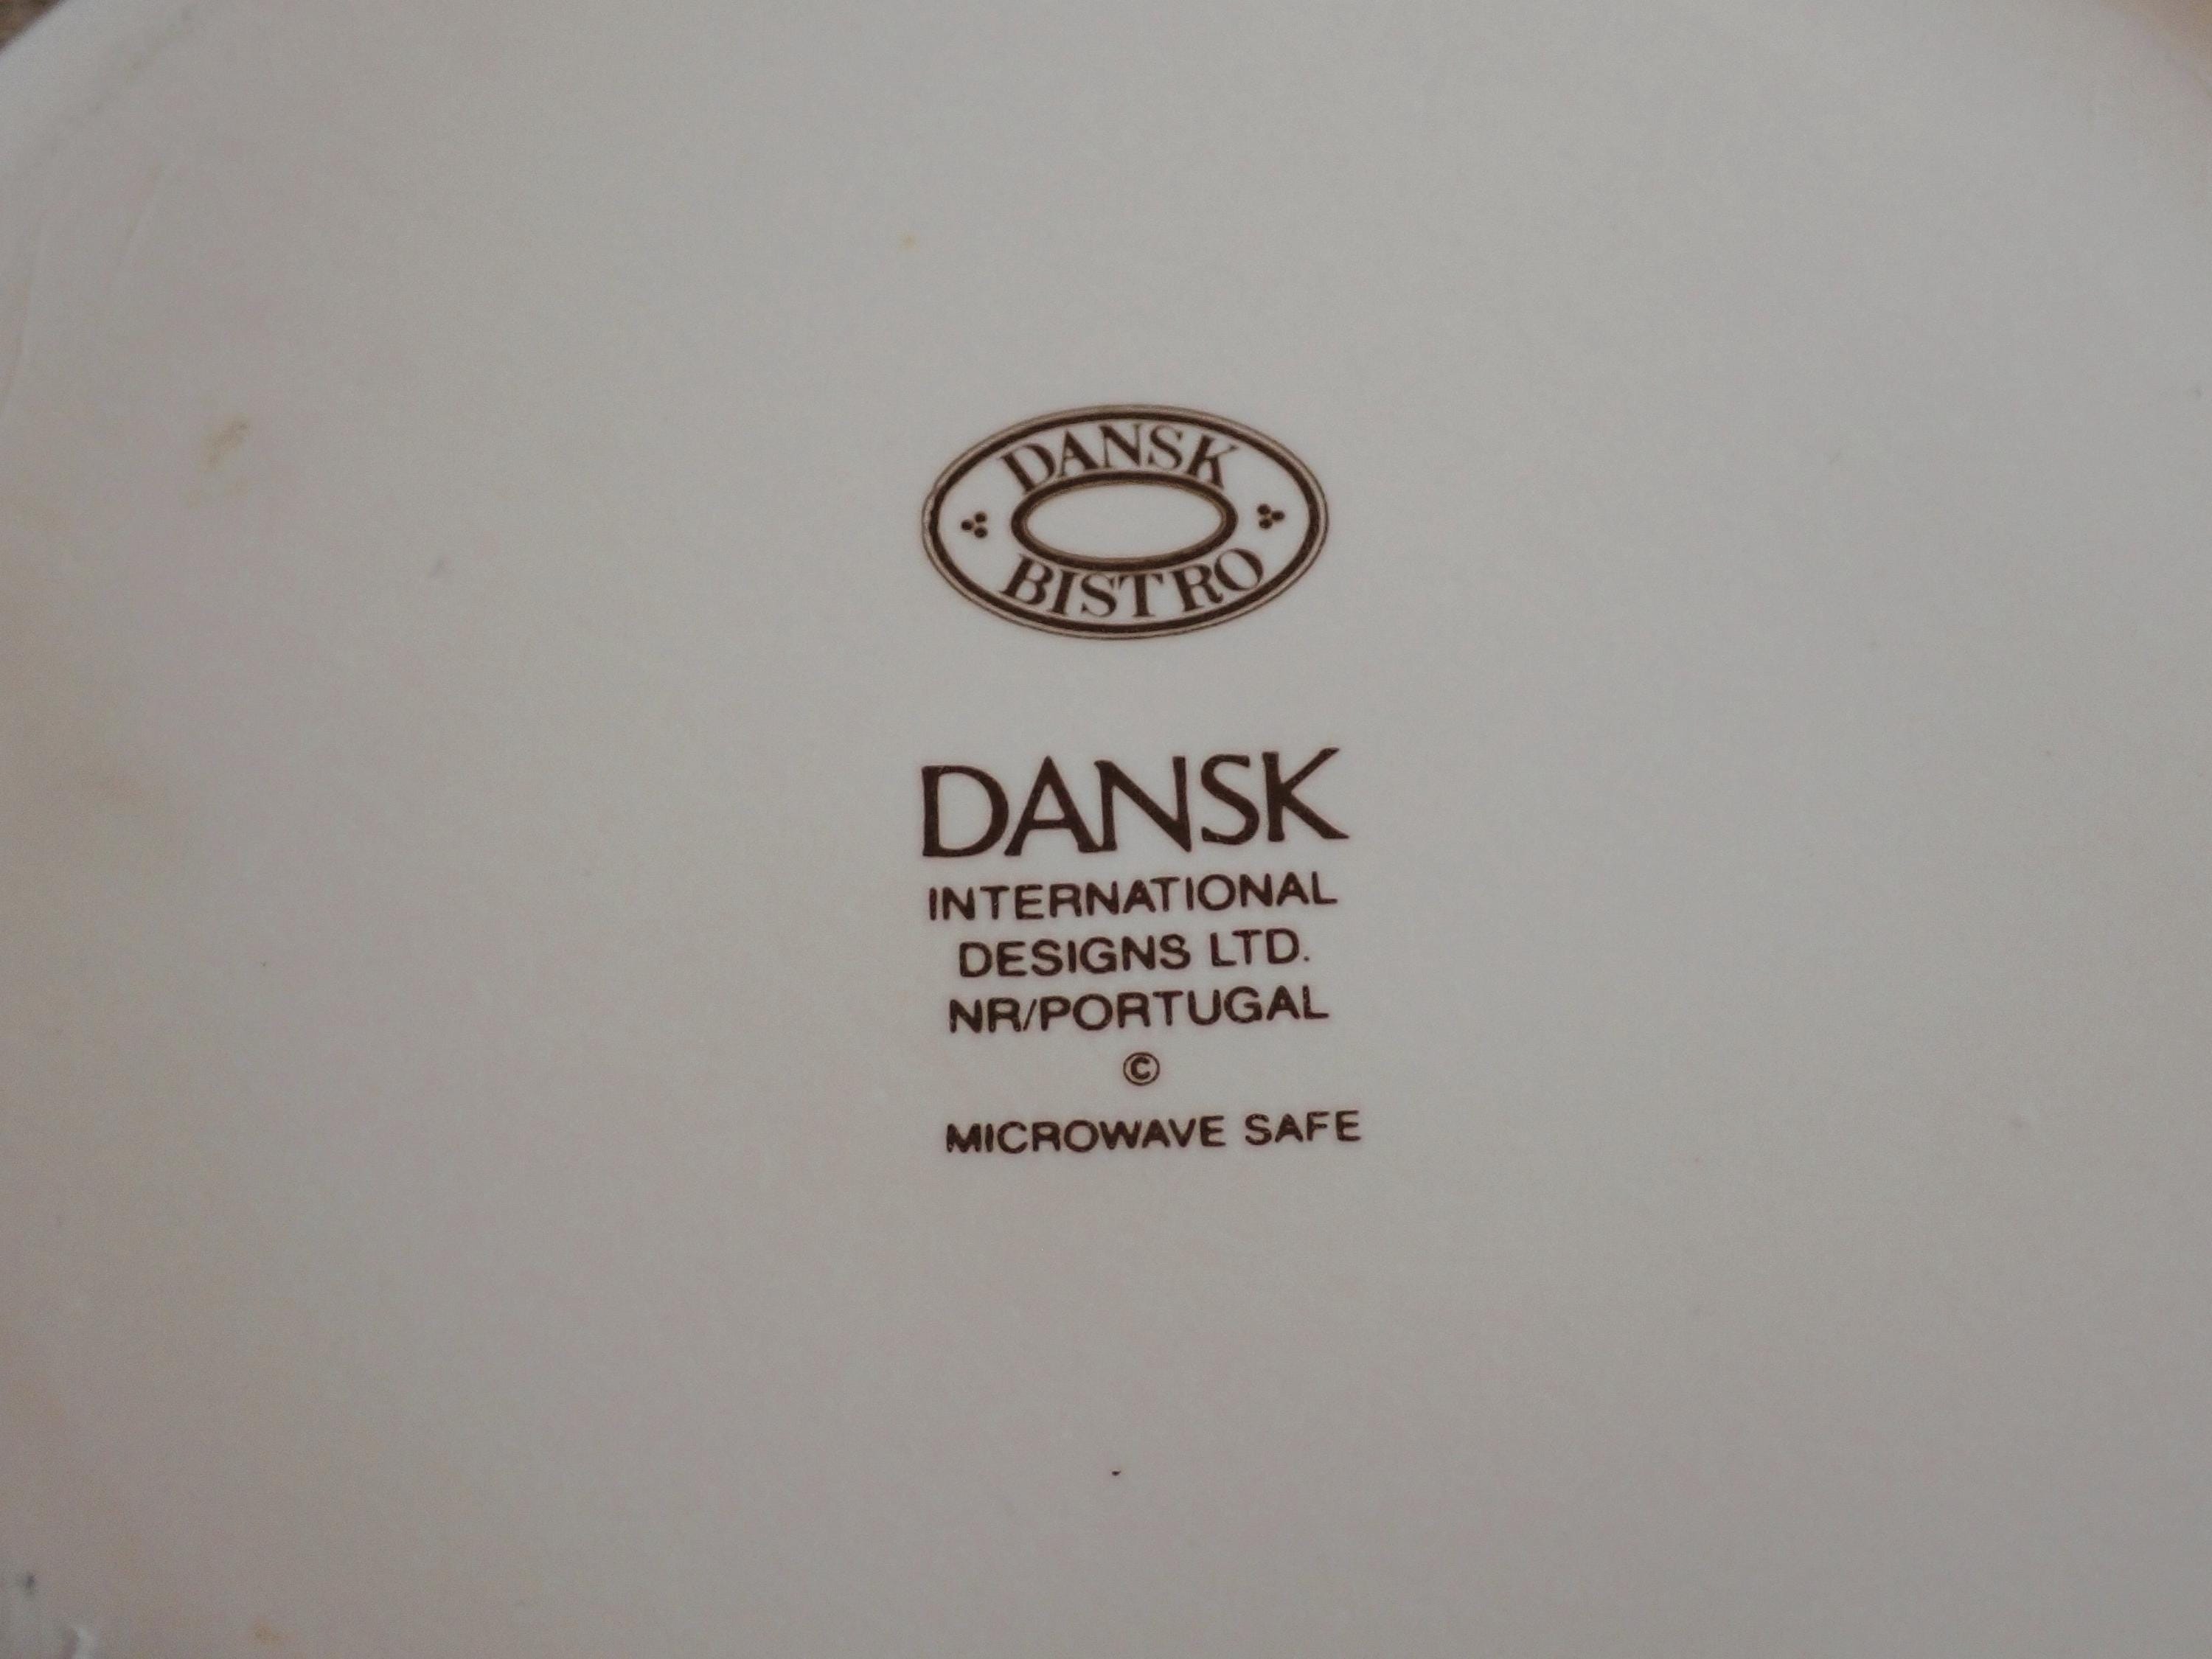 DANSK
BISTRO
DANSK
INTERNATIONAL
DESIGNS LTD.
NR/PORTUGAL
©
MICROWAVE SAFE